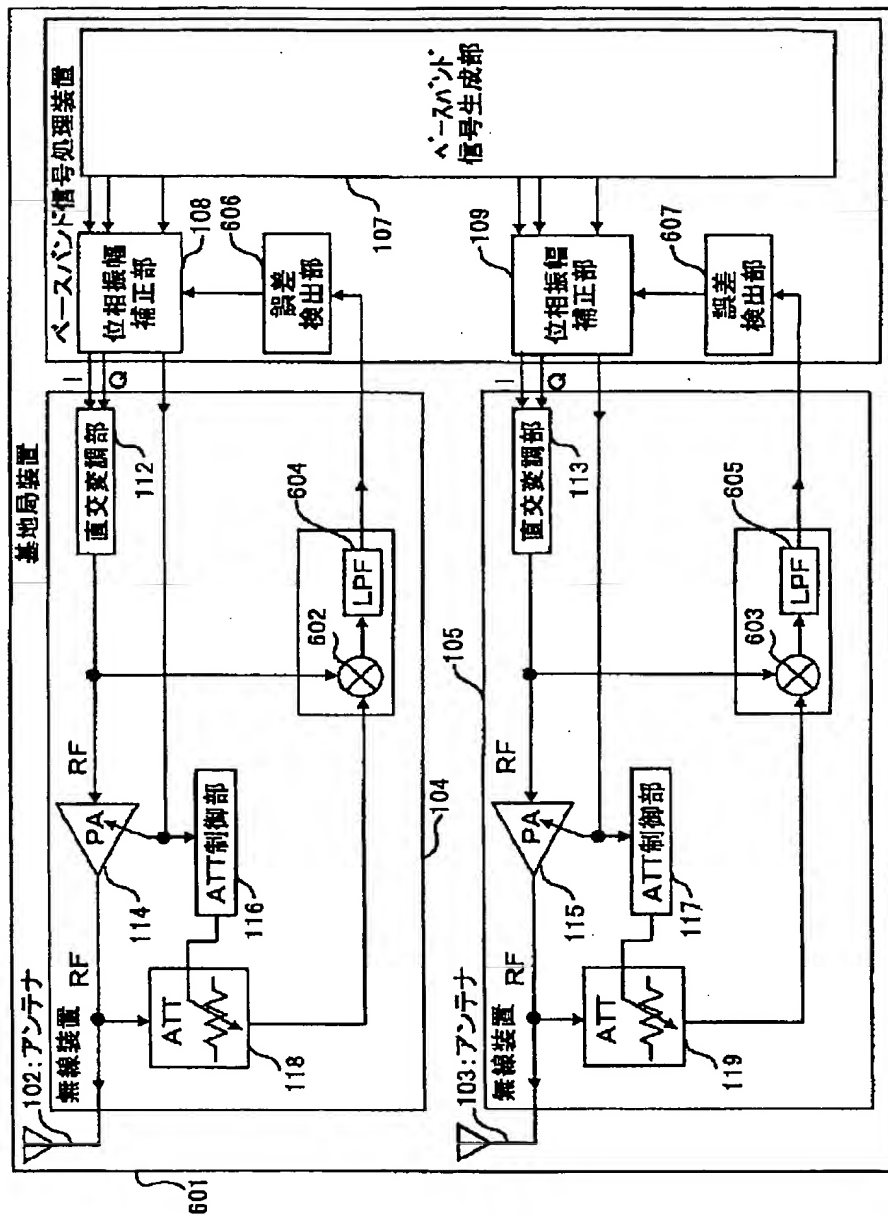 基地局装置
601
102:アンテナ
無線装置
RF
PA
RF
直交変調部
112
I
Q
114
ATT
118
ATT制御部
116
104
602
LPF
604
ベースバンド信号処理装置
位相振幅
補正部
108
誤差
検出部
606
107
ベースバンド
信号生成部
103:アンテナ
無線装置
RF
PA
RF
直交変調部
113
I
Q
115
ATT
119
ATT制御部
117
105
603
LPF
605
位相振幅
補正部
109
誤差
検出部
607